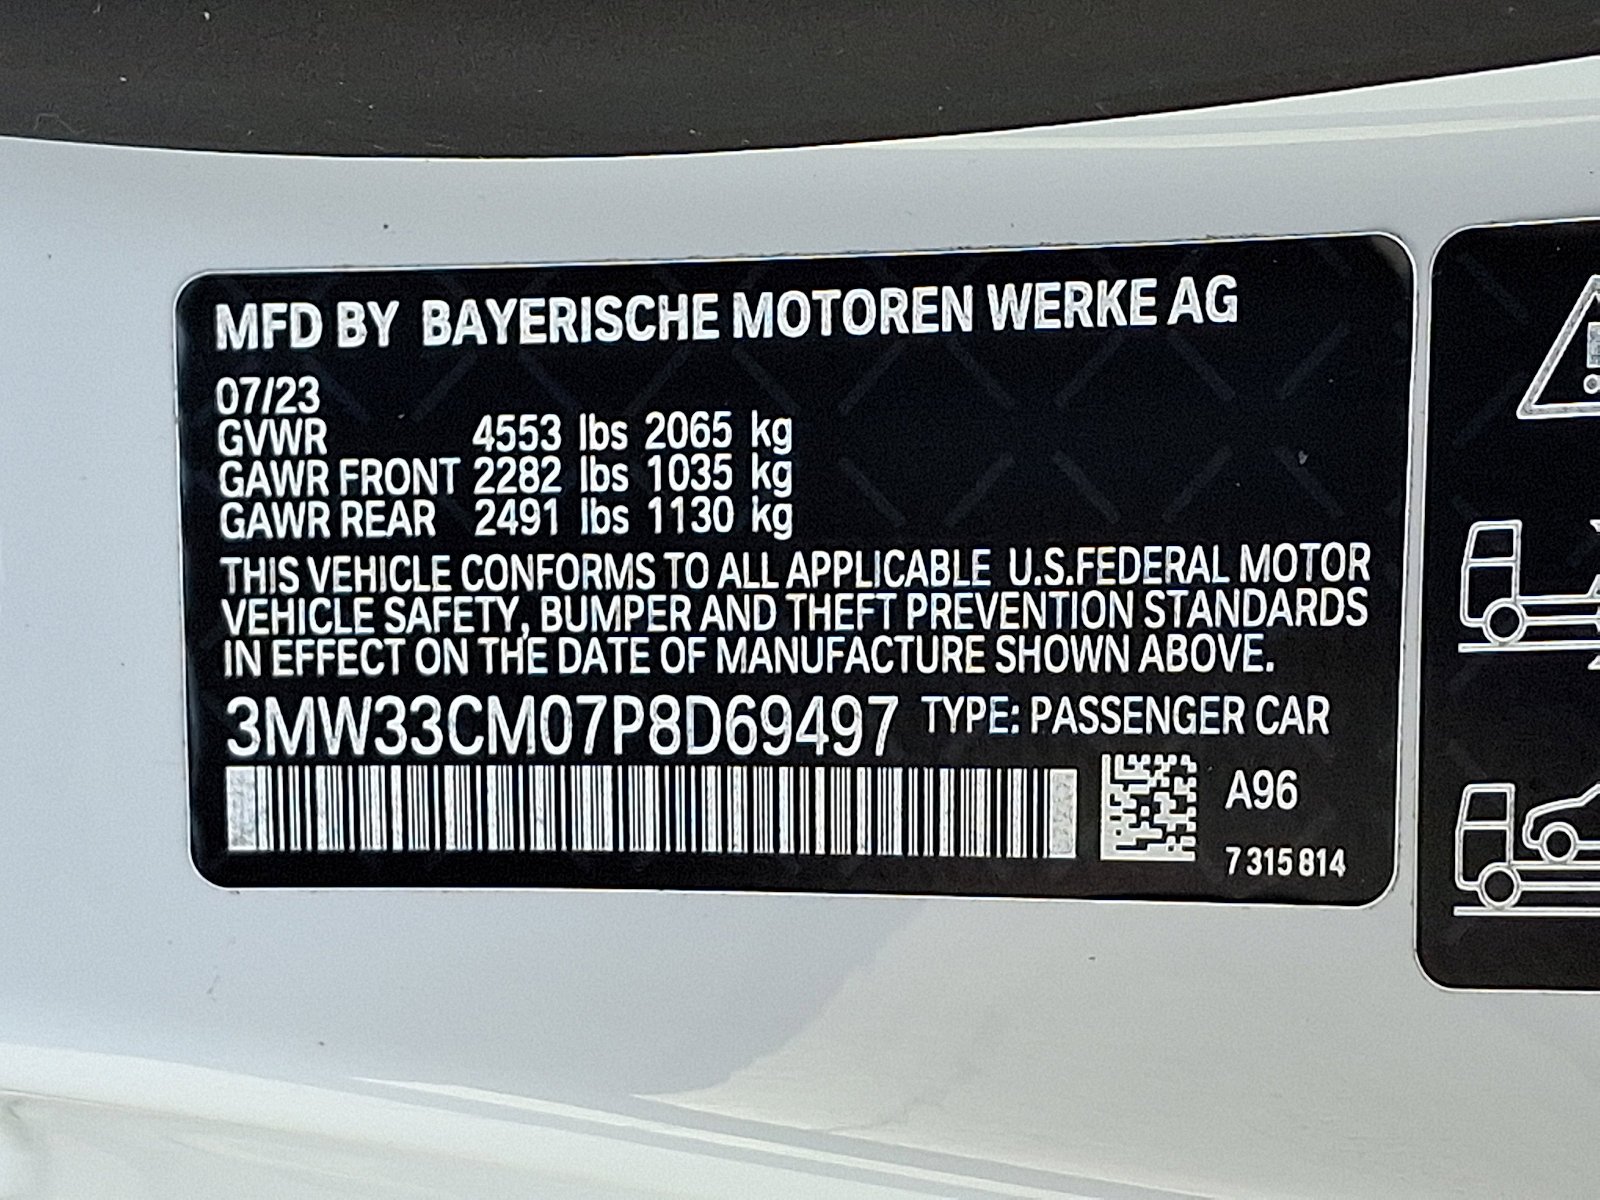 MFD BY BAYERISCHE MOTOREN WERKE AG
07/23
GVWR 4553 lbs 2065 kg
GAWR FRONT 2282 lbs 1035 kg
GAWR REAR 2491 lbs 1130 kg
THIS VEHICLE CONFORMS TO ALL APPLICABLE U.S.FEDERAL MOTOR
VEHICLE SAFETY, BUMPER AND THEFT PREVENTION STANDARDS
IN EFFECT ON THE DATE OF MANUFACTURE SHOWN ABOVE.
3MW33CM07P8D69497 TYPE: PASSENGER CAR
A96
7 315 814